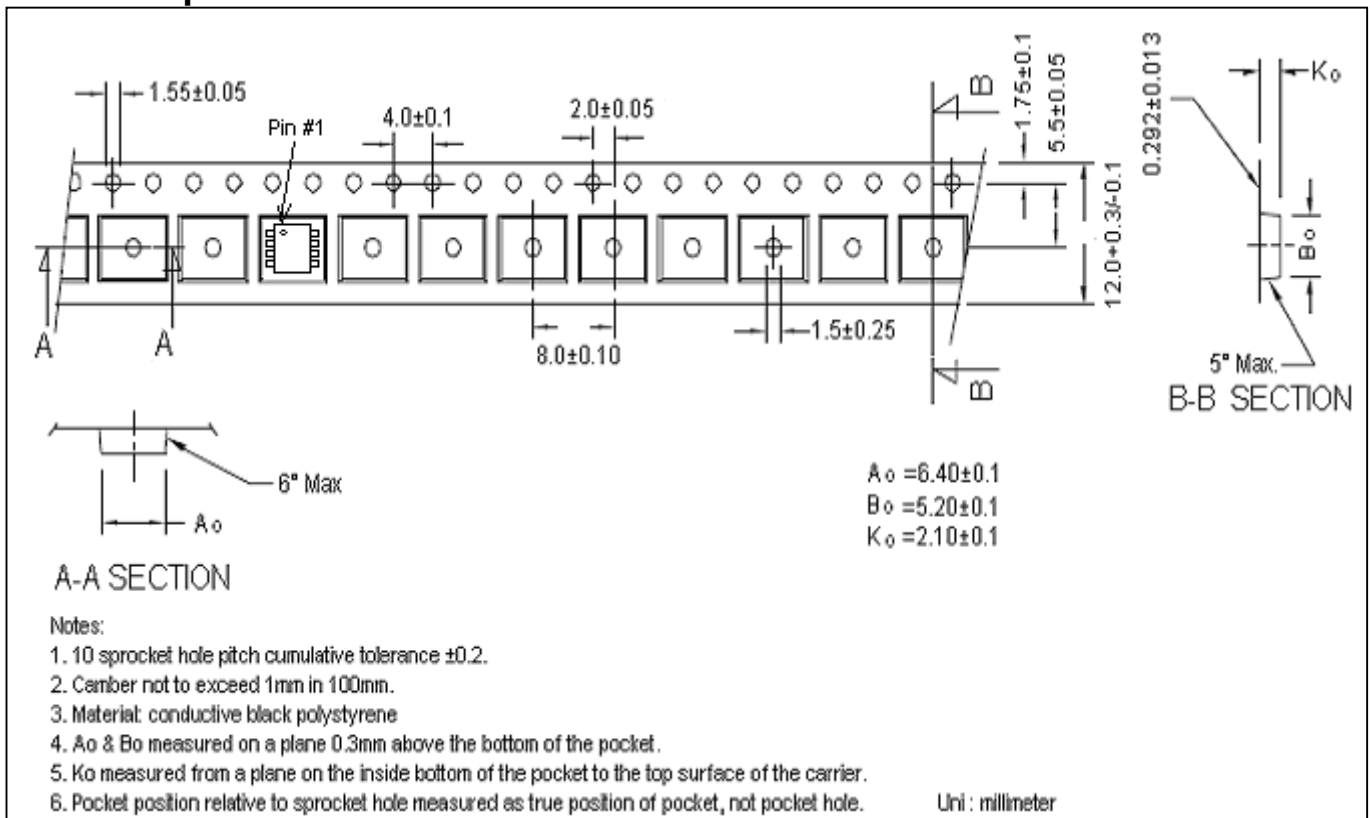 1.55±0.05
Pin #1
4.0±0.1
2.0±0.05
B
1.75±0.1
5.5±0.05
12.0+0.3/-0.1
0.292±0.013
Ko
Bo
5° Max.
B-B SECTION
A
A
8.0±0.10
1.5±0.25
B
6° Max
Ao
A-A SECTION
Ao =6.40±0.1
Bo =5.20±0.1
Ko =2.10±0.1
Notes:
1. 10 sprocket hole pitch cumulative tolerance ±0.2.
2. Camber not to exceed 1mm in 100mm.
3. Material: conductive black polystyrene
4. Ao & Bo measured on a plane 0.3mm above the bottom of the pocket.
5. Ko measured from a plane on the inside bottom of the pocket to the top surface of the carrier.
6. Pocket position relative to sprocket hole measured as true position of pocket, not pocket hole.
Uni : millimeter